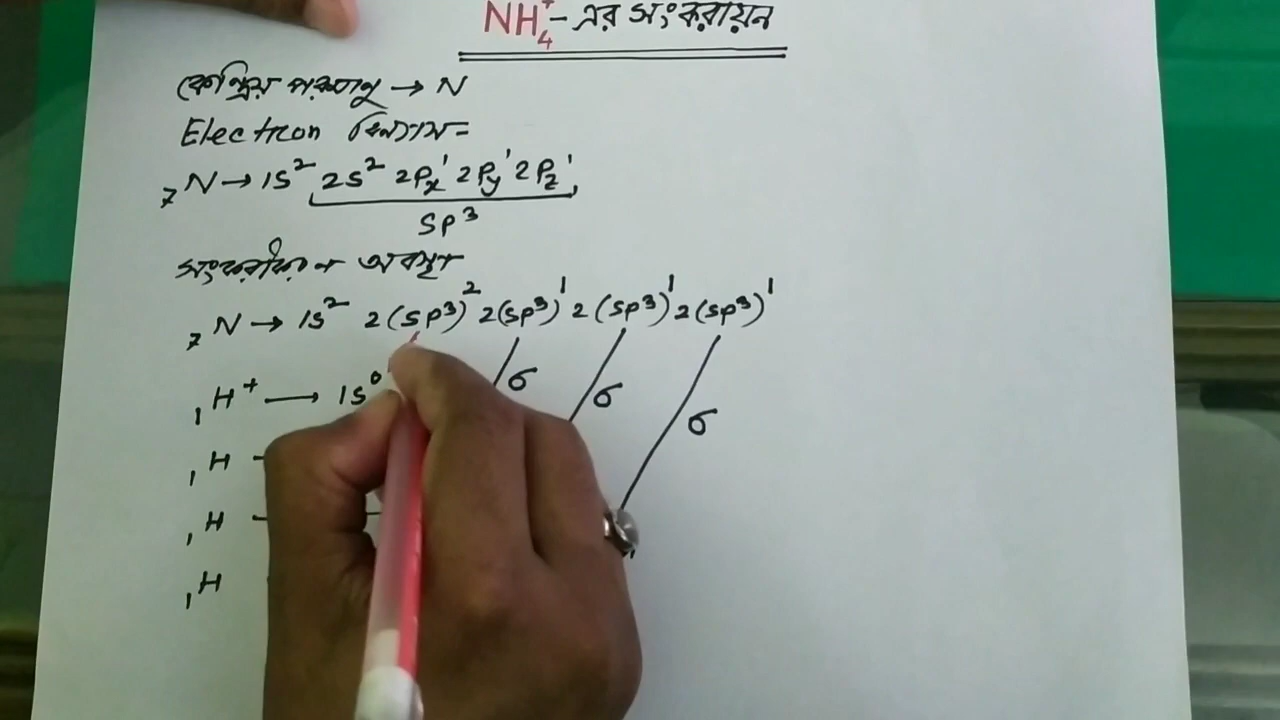 NH₄⁺ - এর সংকরায়ন
কেন্দ্রিয় পরমাণু → N
Electron বিন্যাস=
₇N → 1s² 2s² 2Px¹ 2Py¹ 2Pz¹
SP³
সংকরায়িত অবস্থা
₇N → 1s² 2(sp³)² 2(sp³)¹ 2(sp³)¹ 2(sp³)¹
₁H⁺ → 1s⁰ σ σ σ
₁H
₁H
₁H